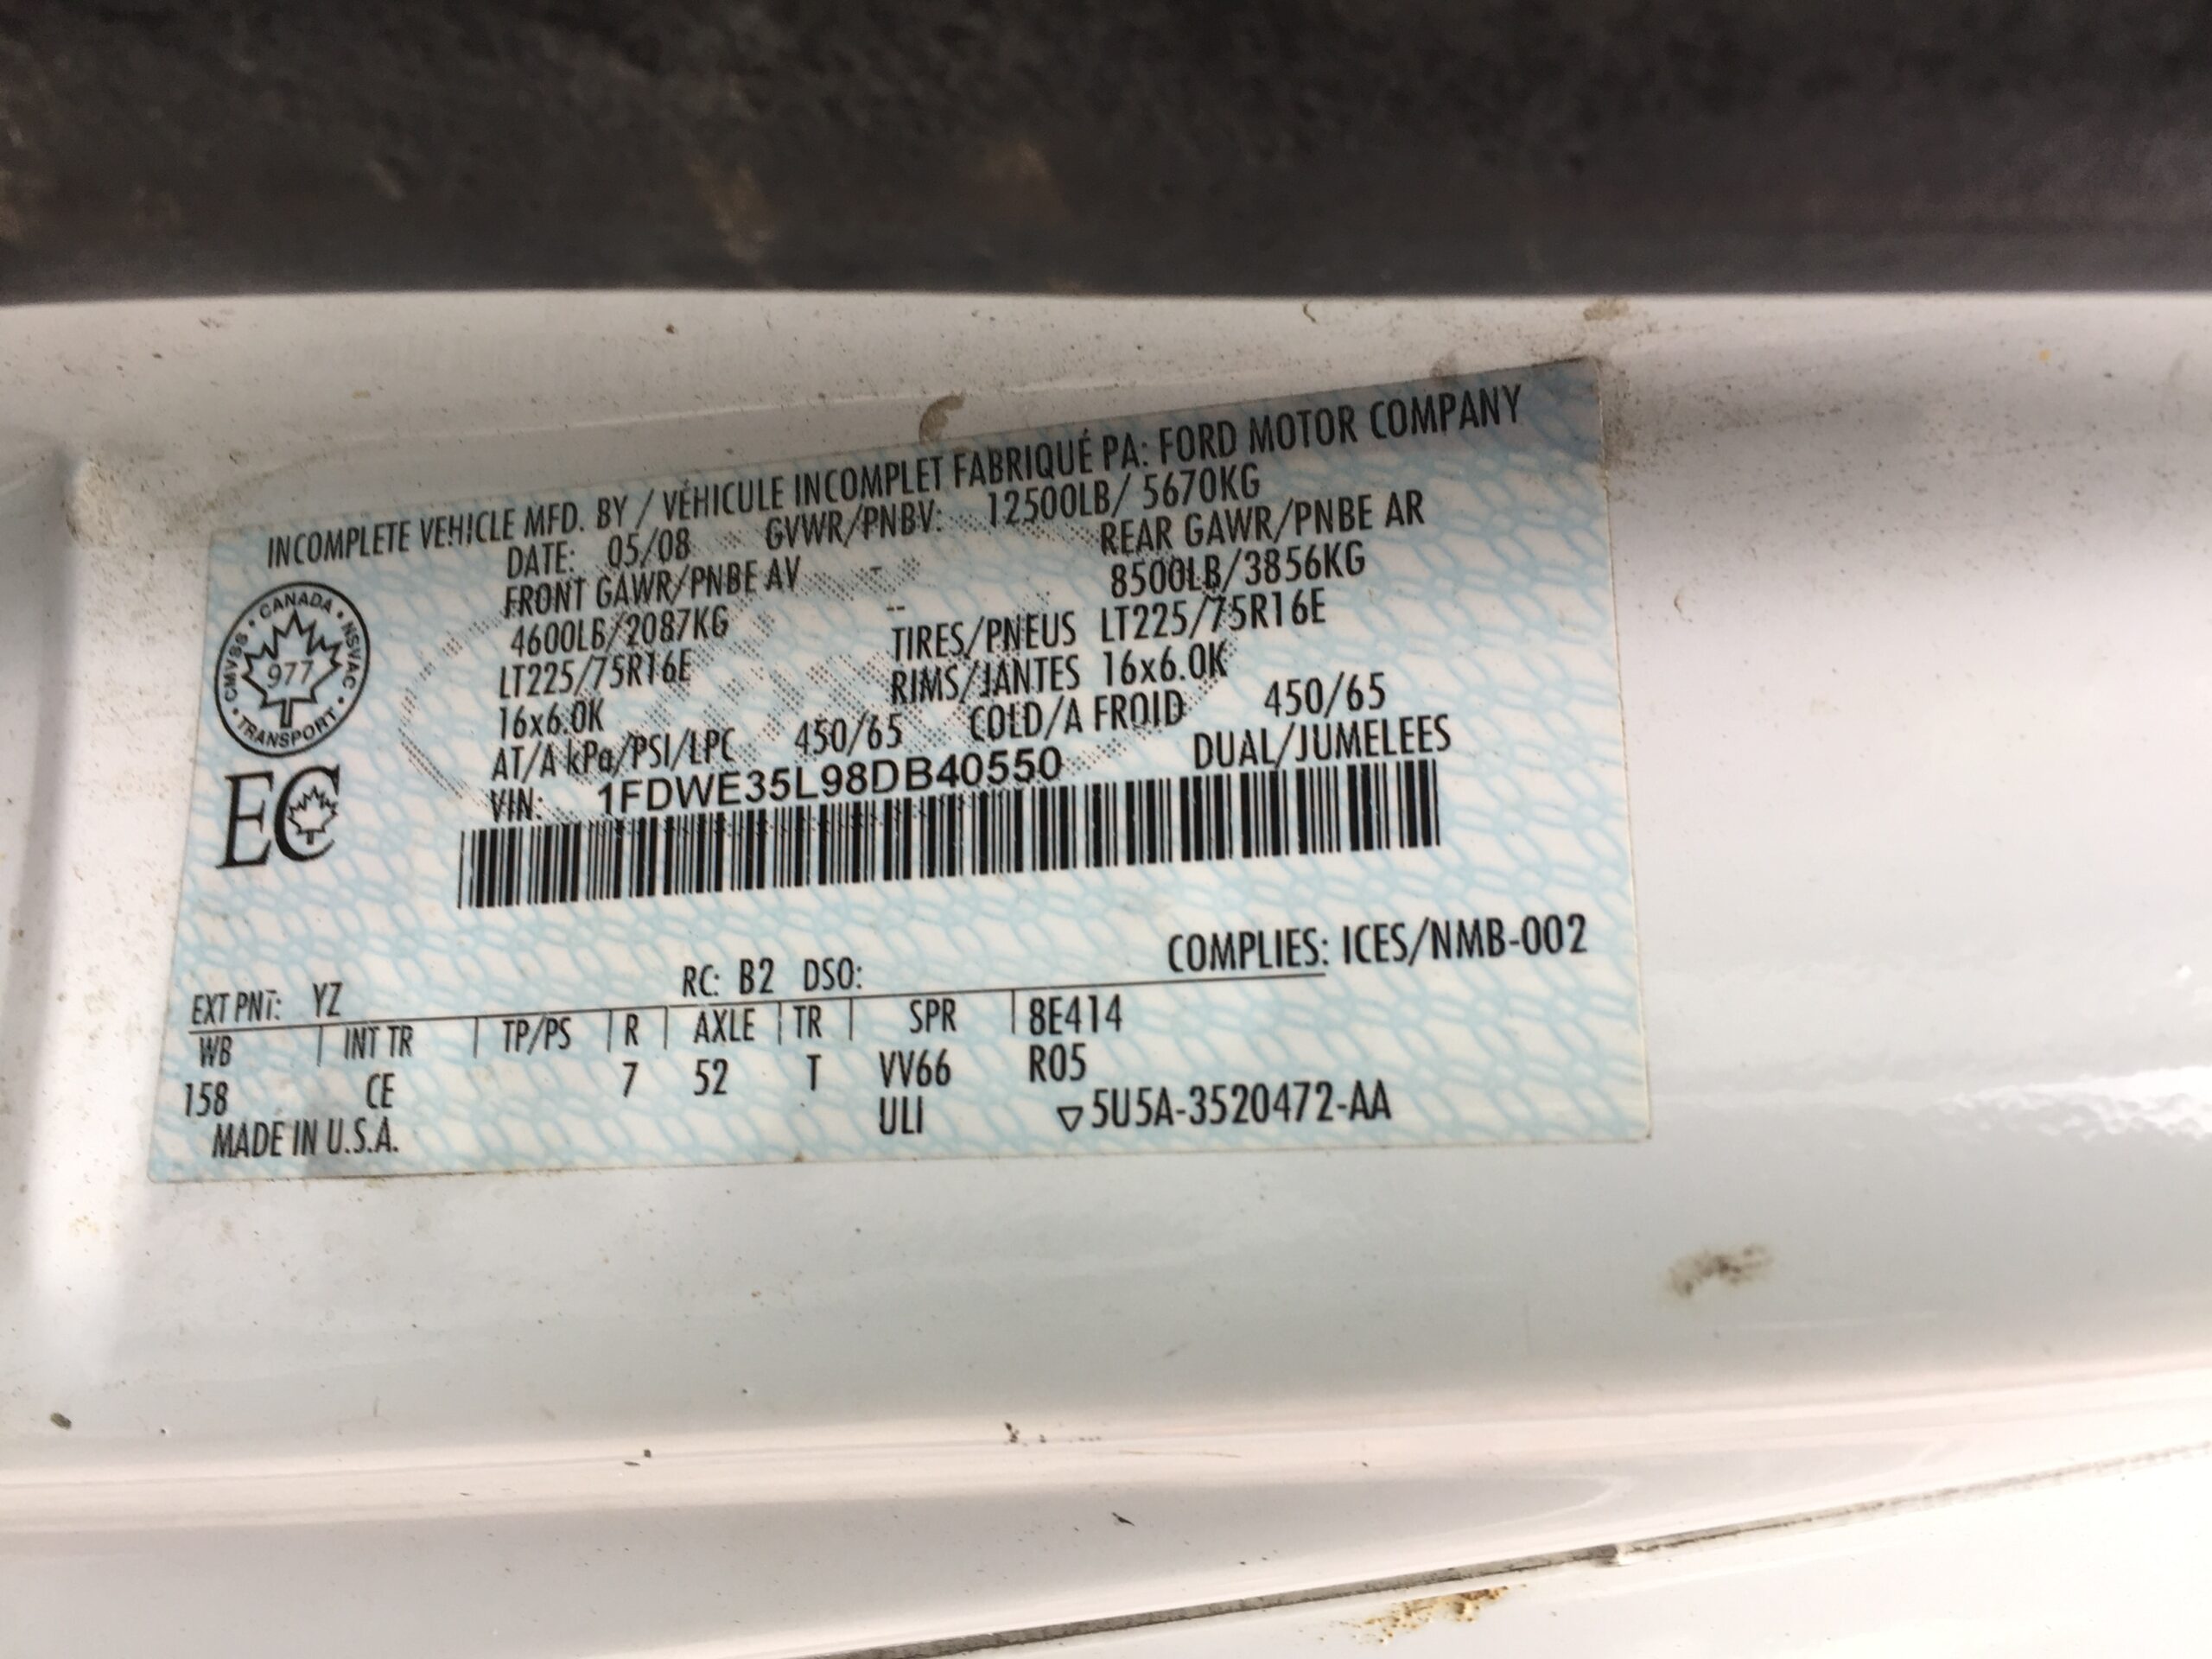 INCOMPLETE VEHICLE MFD. BY / VÉHICULE INCOMPLET FABRIQUÉ PA: FORD MOTOR COMPANY
DATE: 05/08 GVWR/PNBV: 12500LB/ 5670KG
FRONT GAWR/PNBE AV - REAR GAWR/PNBE AR
4600LB/2087KG -- 8500LB/3856KG
LT225/75R16E TIRES/PNEUS LT225/75R16E
16x6.0K RIMS/JANTES 16x6.0K
AT/A kPa/PSI/LPC 450/65 COLD/A FROID 450/65
VIN: 1FDWE35L98DB40550 DUAL/JUMELEES
CANADA • NSVAC • TRANSPORT • CMVSS •
977
EC
COMPLIES: ICES/NMB-002
EXT PNT: YZ RC: B2 DSO:
WB | INT TR | TP/PS | R | AXLE | TR | SPR | 8E414
158 CE 7 52 T VV66 R05
MADE IN U.S.A. ULI ▽5U5A-3520472-AA